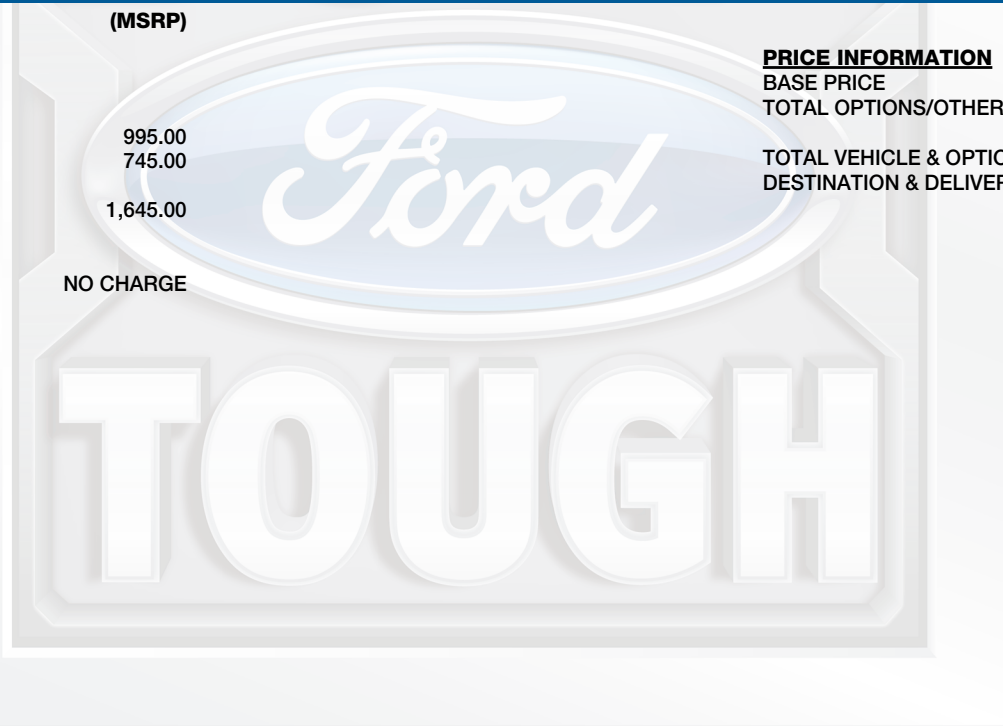 (MSRP)
995.00
745.00
1,645.00
NO CHARGE
PRICE INFORMATION
BASE PRICE
TOTAL OPTIONS/OTHER
TOTAL VEHICLE & OPTIO
DESTINATION & DELIVER
Ford
TOUGH